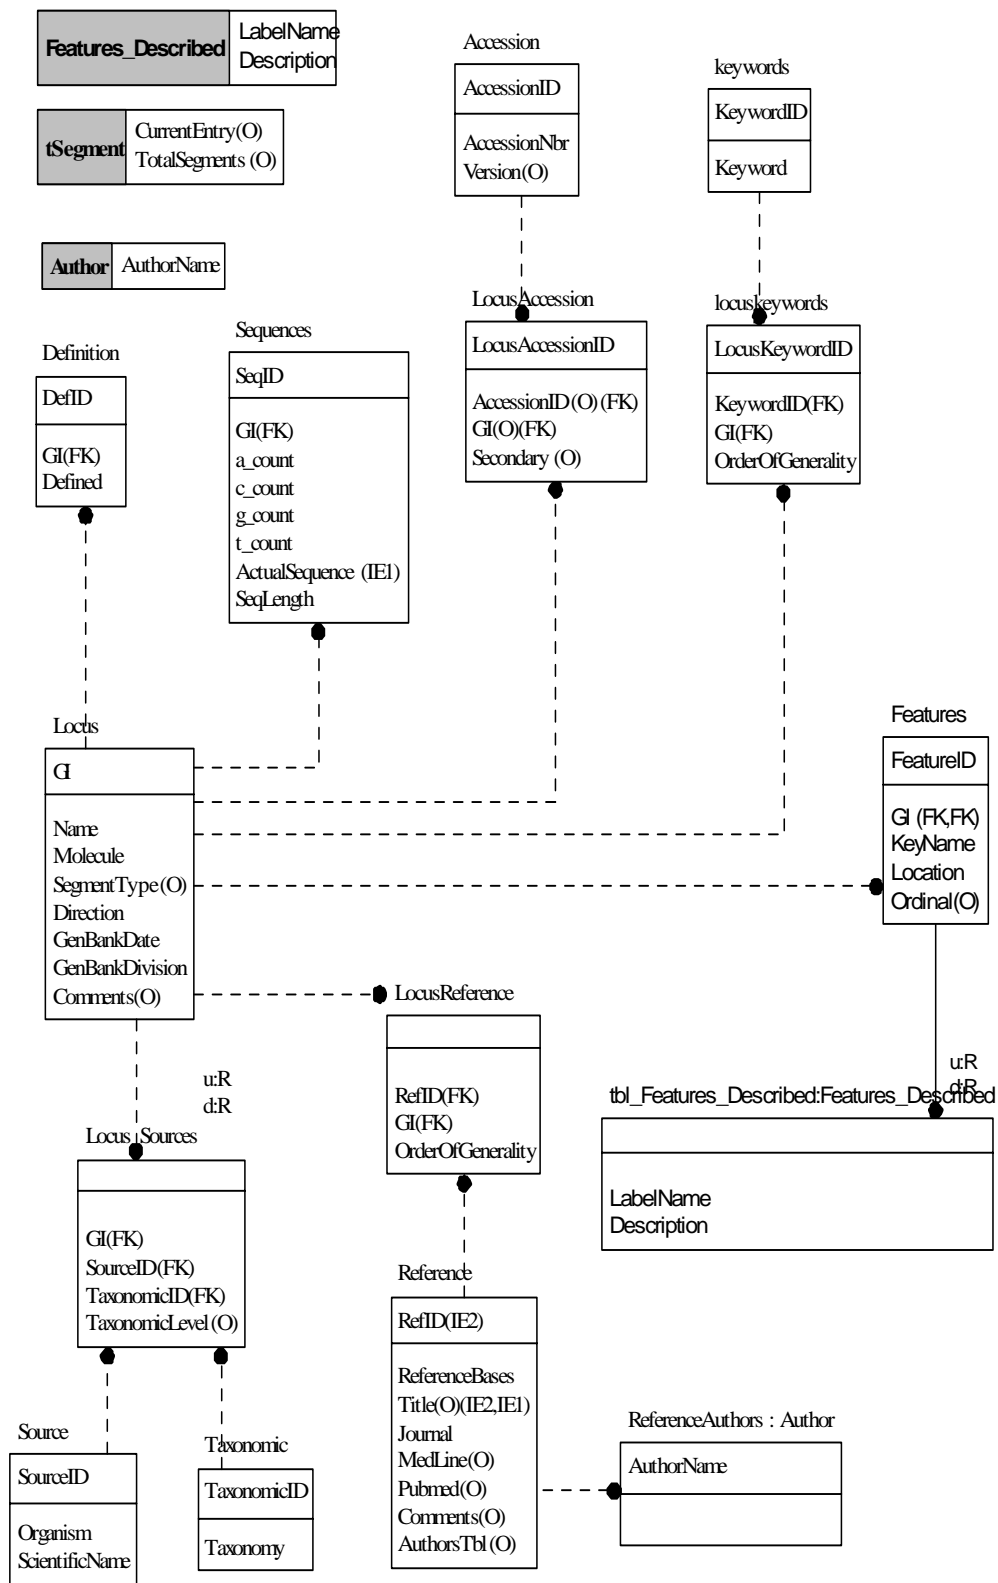 Features_Described
LabelName
Description
tSegment
CurrentEntry(O)
TotalSegments (O)
Author
AuthorName
Accession
AccessionID
AccessionNbr
Version(O)
keywords
KeywordID
Keyword
Definition
DefID
GI(FK)
Defined
Sequences
SeqID
GI(FK)
a_count
c_count
g_count
t_count
ActualSequence (IE1)
SeqLength
LocusAccession
LocusAccessionID
AccessionID(O)(FK)
GI(O)(FK)
Secondary (O)
locuskeywords
LocusKeywordID
KeywordID(FK)
GI(FK)
OrderOfGenerality
Locus
GI
Name
Molecule
SegmentType(O)
Direction
GenBankDate
GenBankDivision
Comments(O)
Features
FeatureID
GI (FK,FK)
KeyName
Location
Ordinal(O)
u:R
d:R
tbl_Features_Described:Features_Described
LabelName
Description
LocusReference
RefID(FK)
GI(FK)
OrderOfGenerality
u:R
d:R
Locus_Sources
GI(FK)
SourceID(FK)
TaxonomicID(FK)
TaxonomicLevel(O)
Reference
RefID(IE2)
ReferenceBases
Title(O)(IE2,IE1)
Journal
MedLine(O)
Pubmed(O)
Comments(O)
AuthorsTbl(O)
ReferenceAuthors : Author
AuthorName
Source
SourceID
Organism
ScientificName
Taxonomic
TaxonomicID
Taxonomy